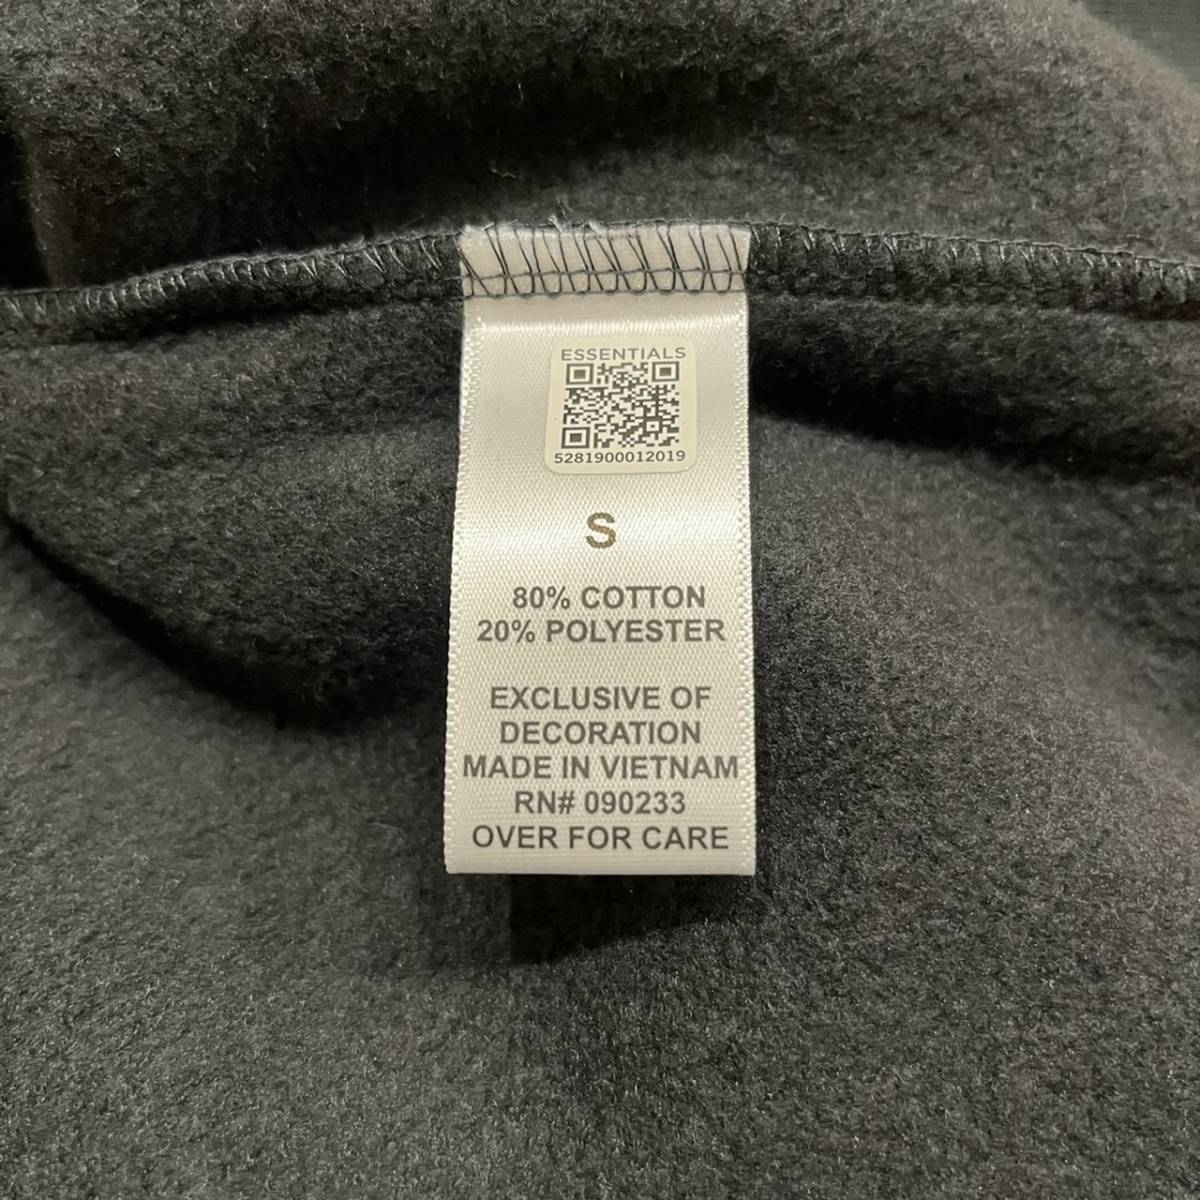 ESSENTIALS
5281900012019
S
80% COTTON
20% POLYESTER
EXCLUSIVE OF
DECORATION
MADE IN VIETNAM
RN# 090233
OVER FOR CARE